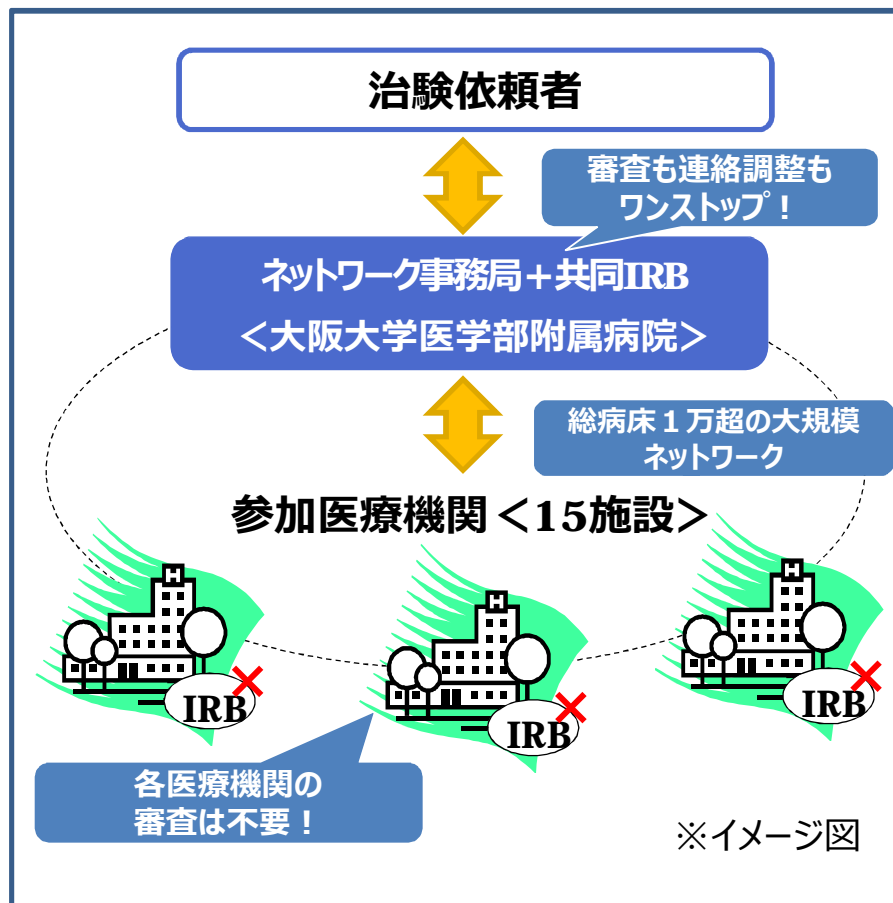 治験依頼者
審査も連絡調整も
ワンストップ！
ネットワーク事務局＋共同IRB
＜大阪大学医学部附属病院＞
総病床１万超の大規模
ネットワーク
参加医療機関＜15施設＞
H
H
H
IRB
IRB
IRB
各医療機関の
審査は不要！
※イメージ図